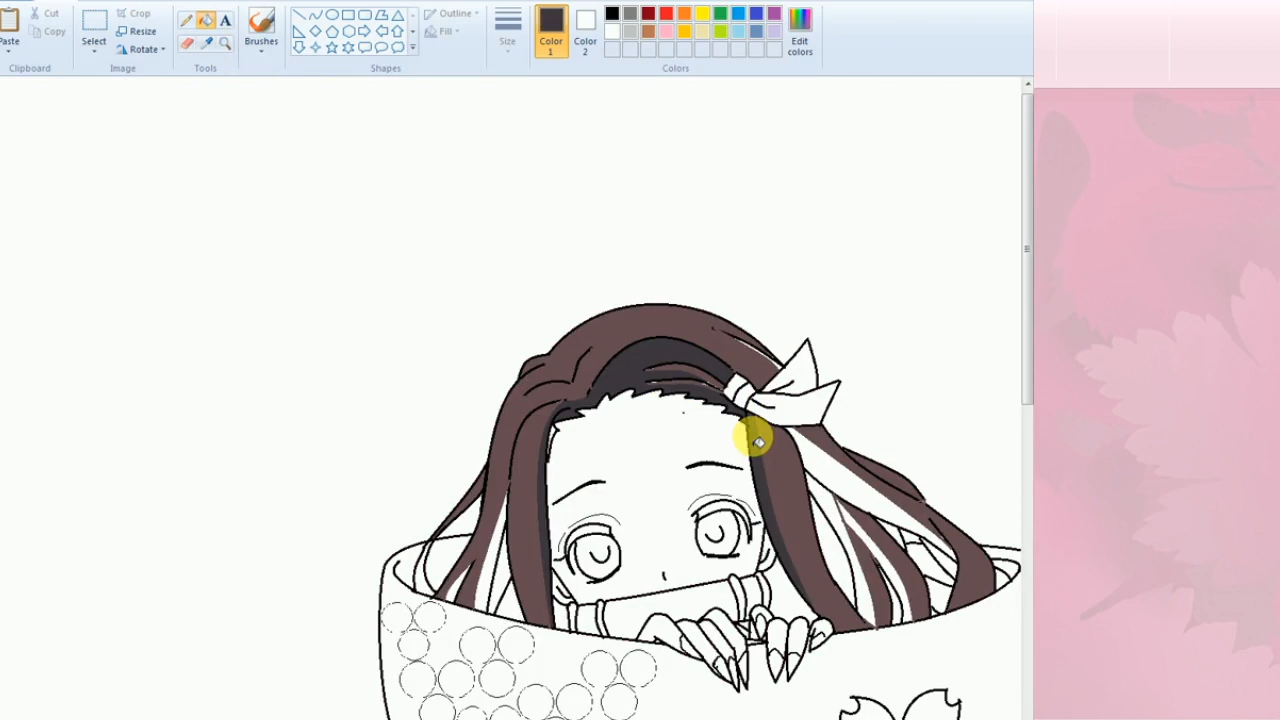 Paste
Cut
Copy
Clipboard
Select
Crop
Resize
Rotate
Image
A
Tools
Brushes
Shapes
Outline
Fill
Size
Color
1
Color
2
Colors
Edit
colors